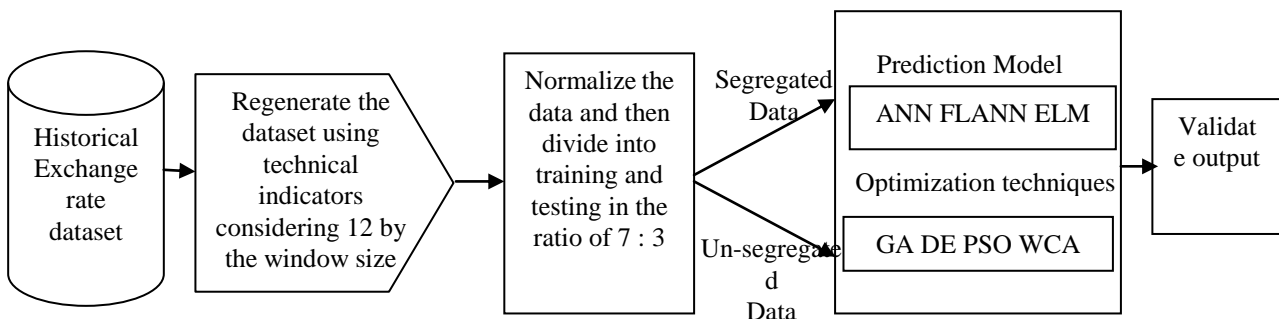 Historical
Exchange
rate
dataset
Regenerate the
dataset using
technical
indicators
considering 12 by
the window size
Normalize the
data and then
divide into
training and
testing in the
ratio of 7 : 3
Segregated
Data
Un-segregate
d
Data
Prediction Model
ANN FLANN ELM
Optimization techniques
GA DE PSO WCA
Validat
e output